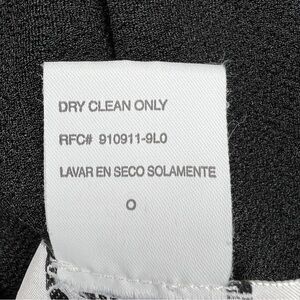 DRY CLEAN ONLY
RFC# 910911-9L0
LAVAR EN SECO SOLAMENTE
O